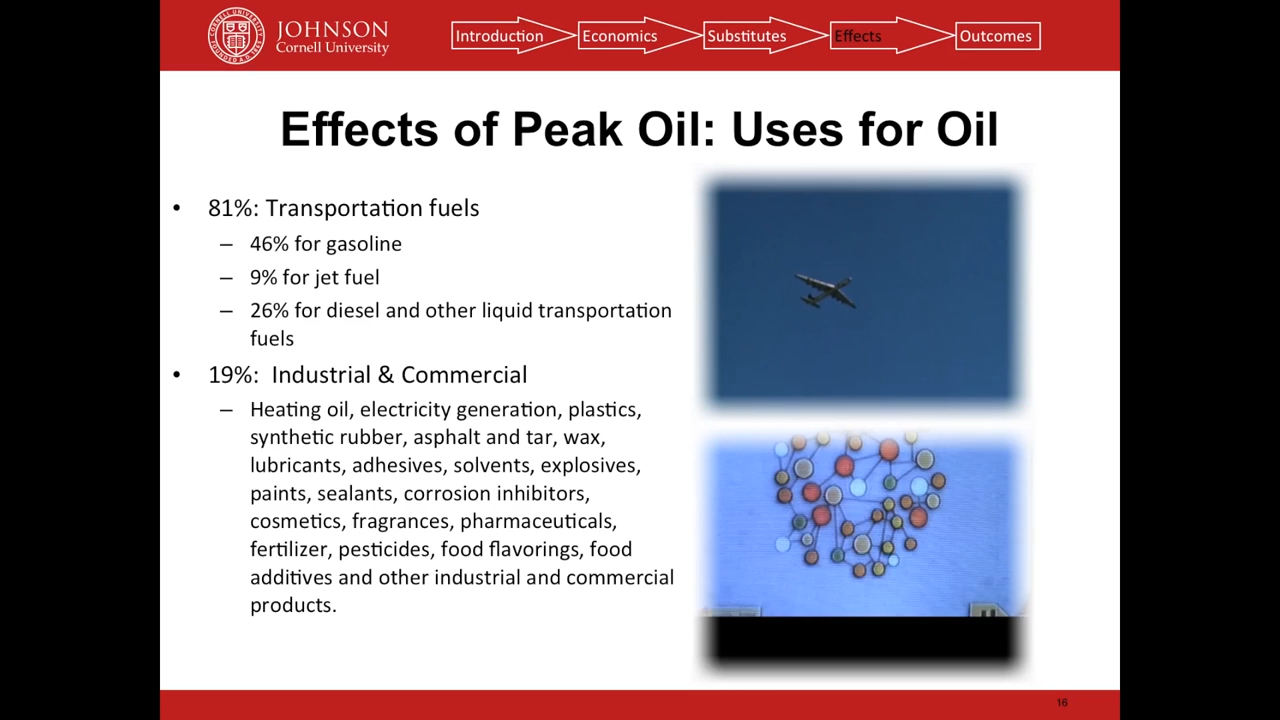 JOHNSON
Cornell University
Introduction
Economics
Substitutes
Effects
Outcomes
Effects of Peak Oil: Uses for Oil
• 81%: Transportation fuels
– 46% for gasoline
– 9% for jet fuel
– 26% for diesel and other liquid transportation
fuels
• 19%: Industrial & Commercial
– Heating oil, electricity generation, plastics,
synthetic rubber, asphalt and tar, wax,
lubricants, adhesives, solvents, explosives,
paints, sealants, corrosion inhibitors,
cosmetics, fragrances, pharmaceuticals,
fertilizer, pesticides, food flavorings, food
additives and other industrial and commercial
products.
16